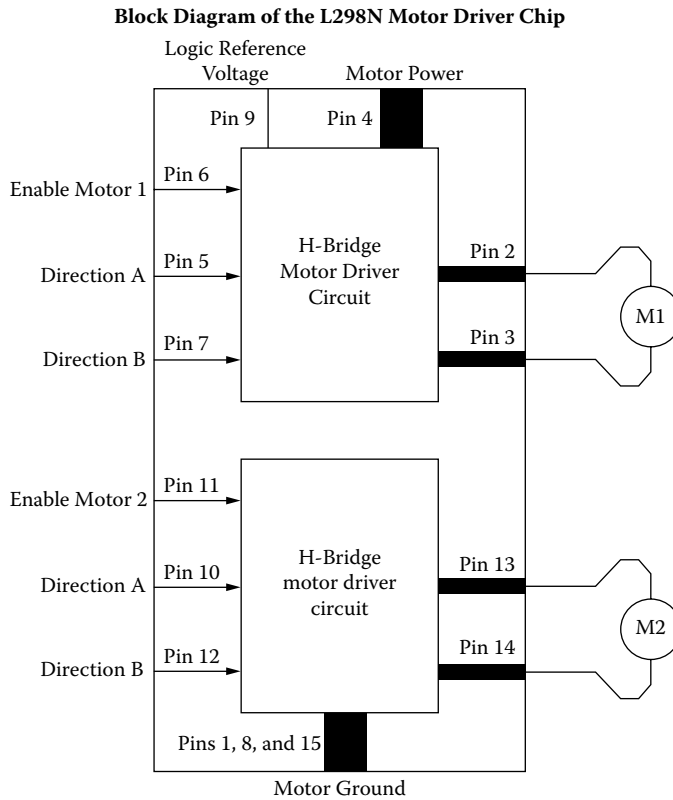 Block Diagram of the L298N Motor Driver Chip
Logic Reference
Voltage
Motor Power
Pin 9
Pin 4
Enable Motor 1
Pin 6
Direction A
Pin 5
Direction B
Pin 7
H-Bridge
Motor Driver
Circuit
Pin 2
Pin 3
M1
Enable Motor 2
Pin 11
Direction A
Pin 10
Direction B
Pin 12
H-Bridge
motor driver
circuit
Pin 13
Pin 14
M2
Pins 1, 8, and 15
Motor Ground